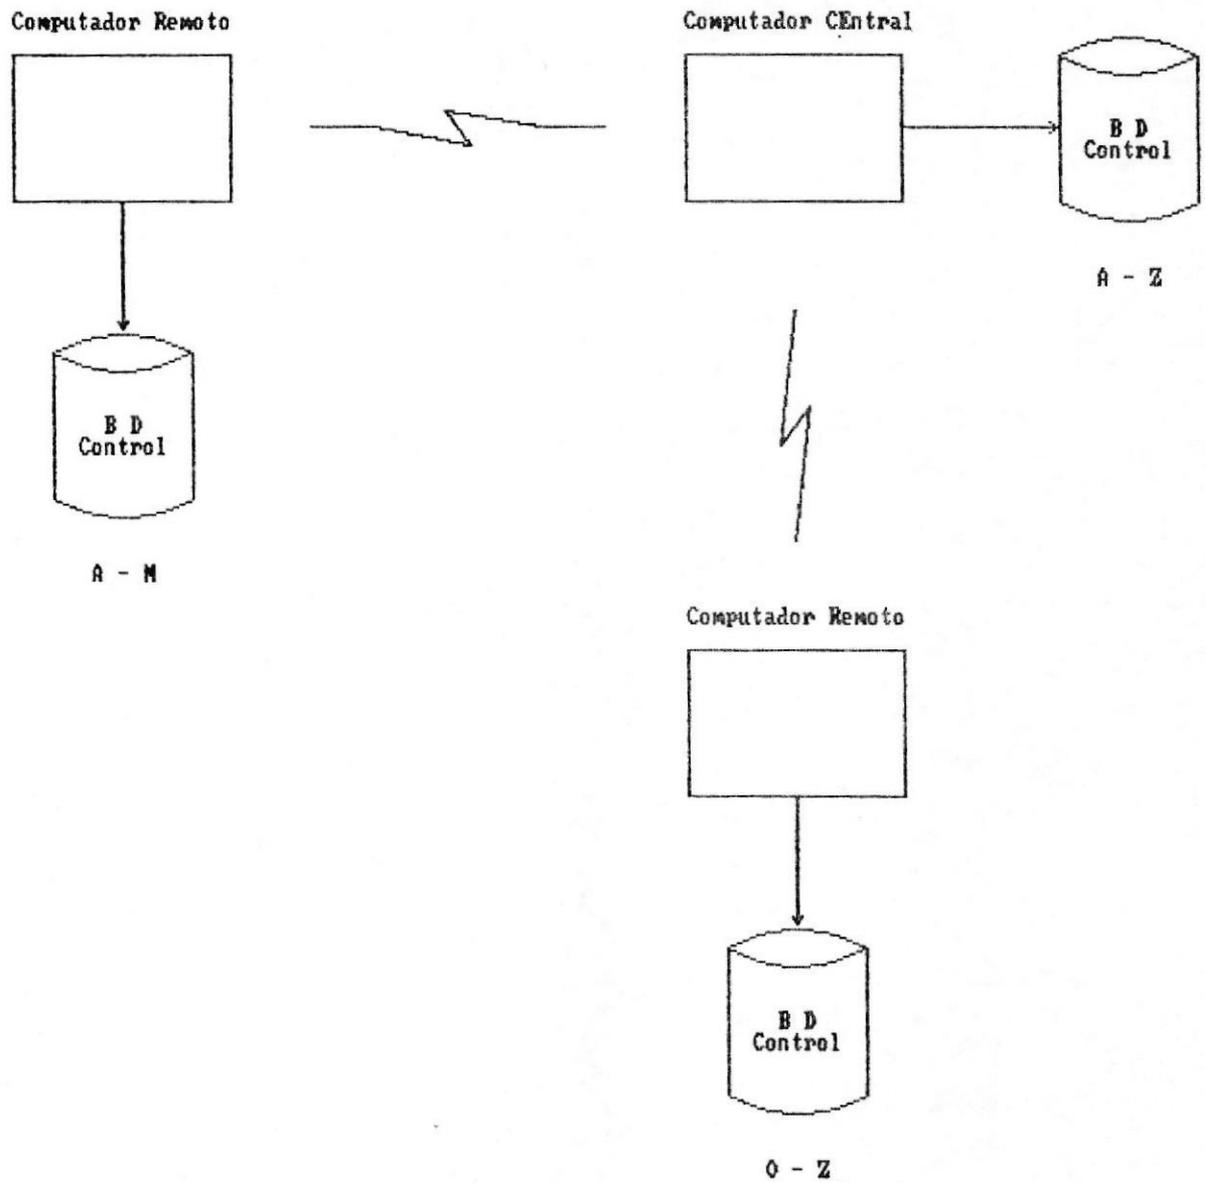 Computador Remoto
Computador CEntral
B D
Control
A - Z
B D
Control
A - M
Computador Remoto
B D
Control
O - Z